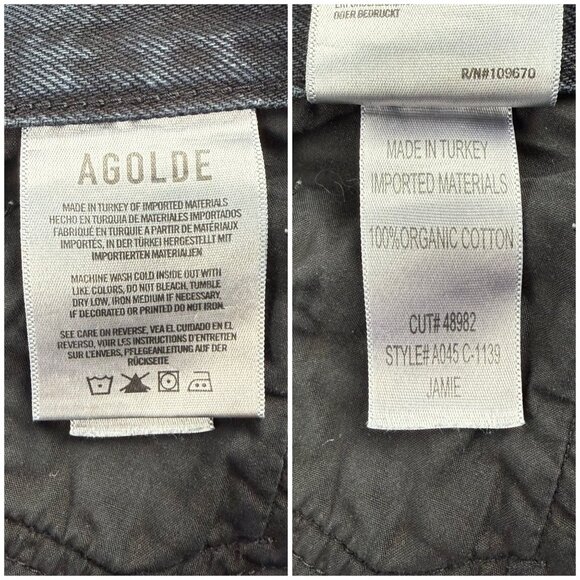 AGOLDE
MADE IN TURKEY OF IMPORTED MATERIALS
HECHO EN TURQUIA DE MATERIALES IMPORTADOS
FABRIQUÉ EN TURQUIE A PARTIR DE MATÉRIAUX
IMPORTÉS, IN DER TÜRKEI HERGESTELLT MIT
IMPORTIERTEN MATERIALIEN
MACHINE WASH COLD INSIDE OUT WITH
LIKE COLORS, DO NOT BLEACH, TUMBLE
DRY LOW, IRON MEDIUM IF NECESSARY,
IF DECORATED OR PRINTED DO NOT IRON.
SEE CARE ON REVERSE, VEA EL CUIDADO EN EL
REVERSO, VOIR LES INSTRUCTIONS D'ENTRETIEN
SUR L'ENVERS, PFLEGEANLEITUNG AUF DER
RÜCKSEITE
ODER BEDRUCKT
R/N#109670
MADE IN TURKEY
IMPORTED MATERIALS
100% ORGANIC COTTON
CUT# 48982
STYLE# A045 C-1139
JAMIE